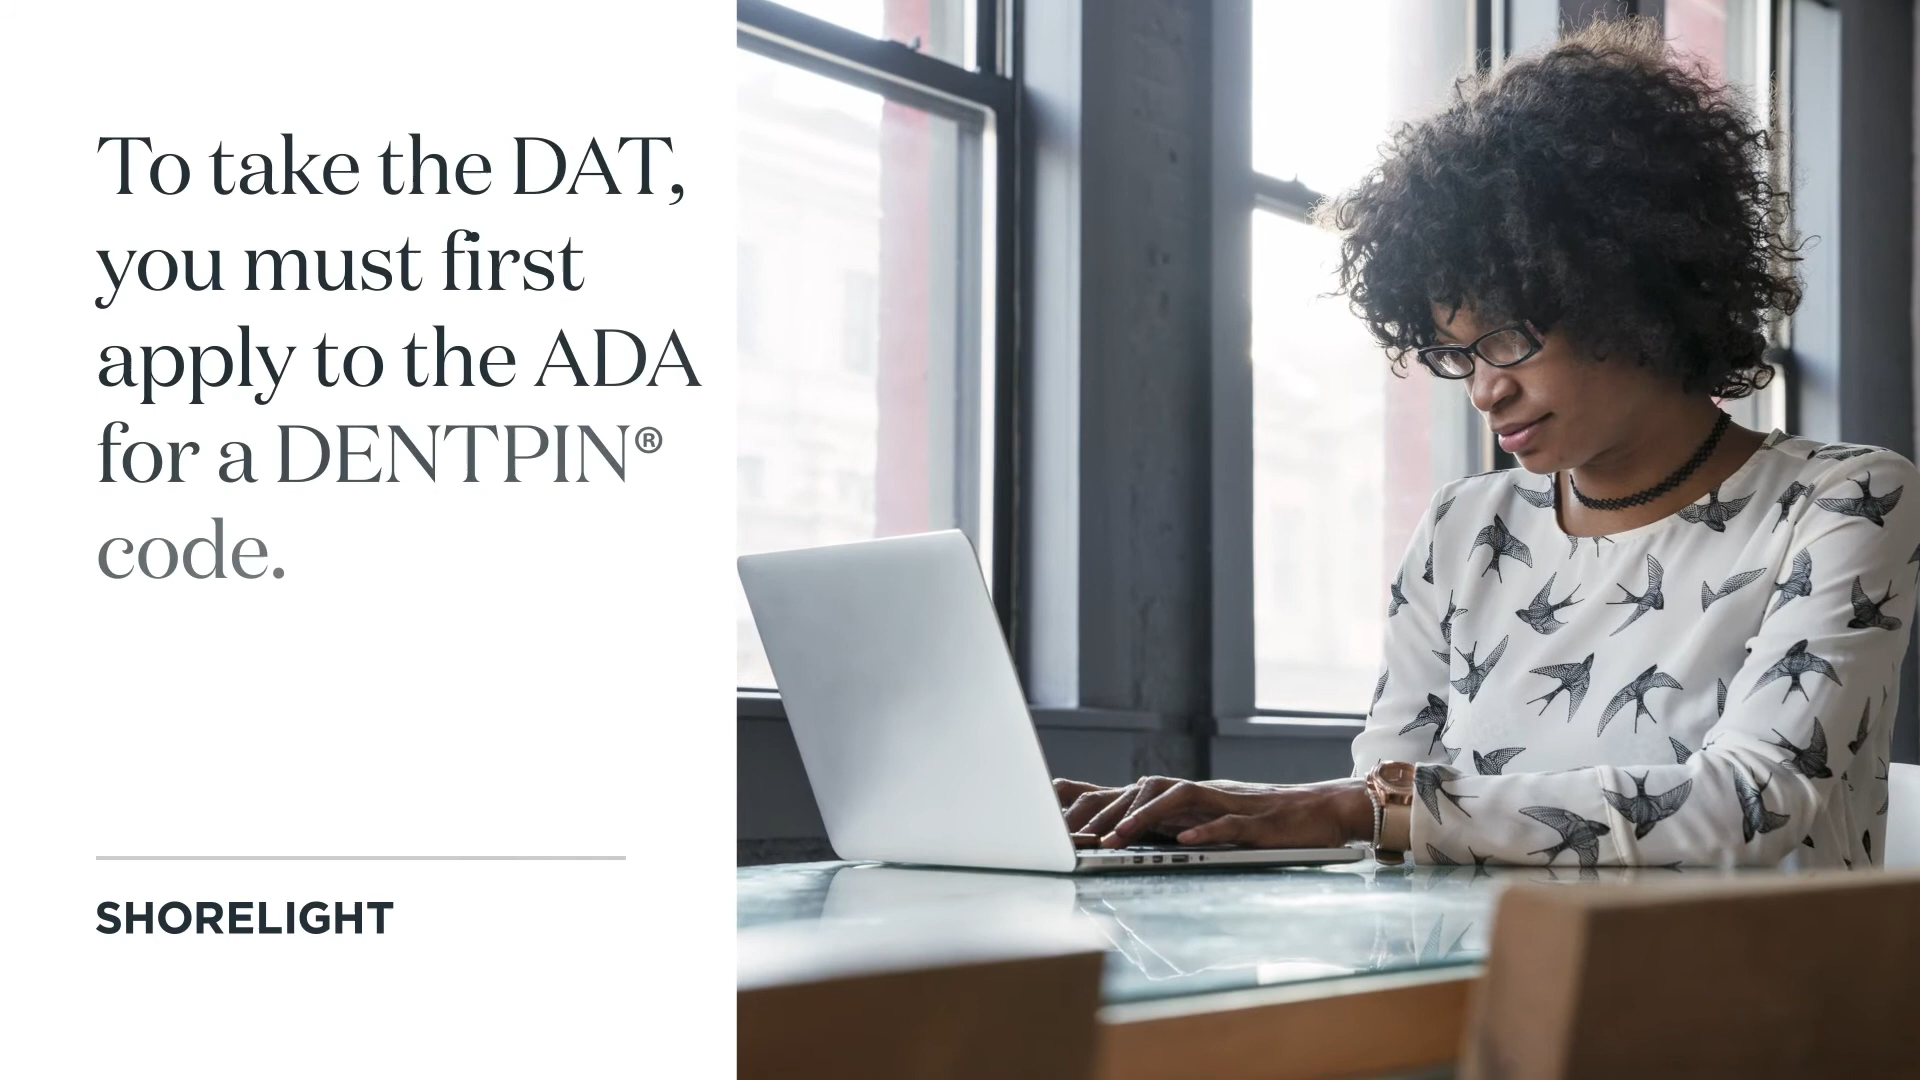 To take the DAT,
you must first
apply to the ADA
for a DENTPIN®
code.
SHORELIGHT